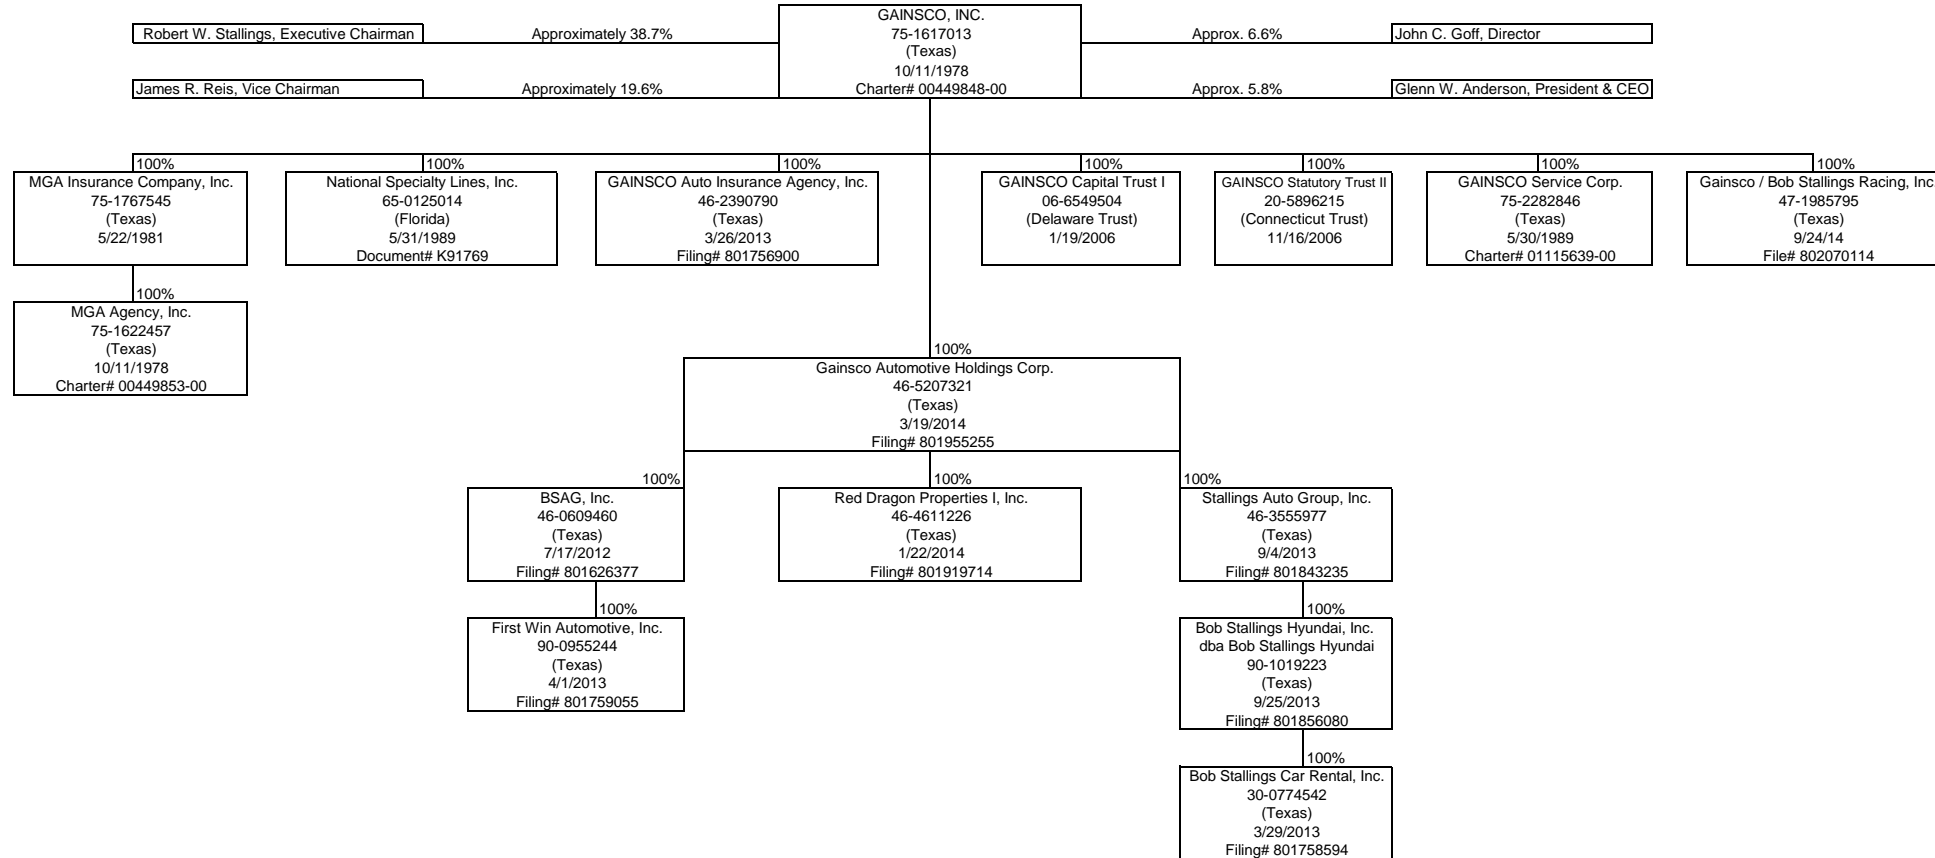 GAINSCO, INC.
75-1617013
(Texas)
10/11/1978
Charter# 00449848-00
Robert W. Stallings, Executive Chairman
Approximately 38.7%
Approx. 6.6%
John C. Goff, Director
James R. Reis, Vice Chairman
Approximately 19.6%
Approx. 5.8%
Glenn W. Anderson, President & CEO
100%
MGA Insurance Company, Inc.
75-1767545
(Texas)
5/22/1981
100%
National Specialty Lines, Inc.
65-0125014
(Florida)
5/31/1989
Document# K91769
100%
GAINSCO Auto Insurance Agency, Inc.
46-2390790
(Texas)
3/26/2013
Filing# 801756900
100%
GAINSCO Capital Trust I
06-6549504
(Delaware Trust)
1/19/2006
100%
GAINSCO Statutory Trust II
20-5896215
(Connecticut Trust)
11/16/2006
100%
GAINSCO Service Corp.
75-2282846
(Texas)
5/30/1989
Charter# 01115639-00
100%
Gainsco / Bob Stallings Racing, Inc
47-1985795
(Texas)
9/24/14
File# 802070114
100%
MGA Agency, Inc.
75-1622457
(Texas)
10/11/1978
Charter# 00449853-00
100%
Gainsco Automotive Holdings Corp.
46-5207321
(Texas)
3/19/2014
Filing# 801955255
100%
BSAG, Inc.
46-0609460
(Texas)
7/17/2012
Filing# 801626377
100%
Red Dragon Properties I, Inc.
46-4611226
(Texas)
1/22/2014
Filing# 801919714
100%
Stallings Auto Group, Inc.
46-3555977
(Texas)
9/4/2013
Filing# 801843235
100%
First Win Automotive, Inc.
90-0955244
(Texas)
4/1/2013
Filing# 801759055
100%
Bob Stallings Hyundai, Inc.
dba Bob Stallings Hyundai
90-1019223
(Texas)
9/25/2013
Filing# 801856080
100%
Bob Stallings Car Rental, Inc.
30-0774542
(Texas)
3/29/2013
Filing# 801758594